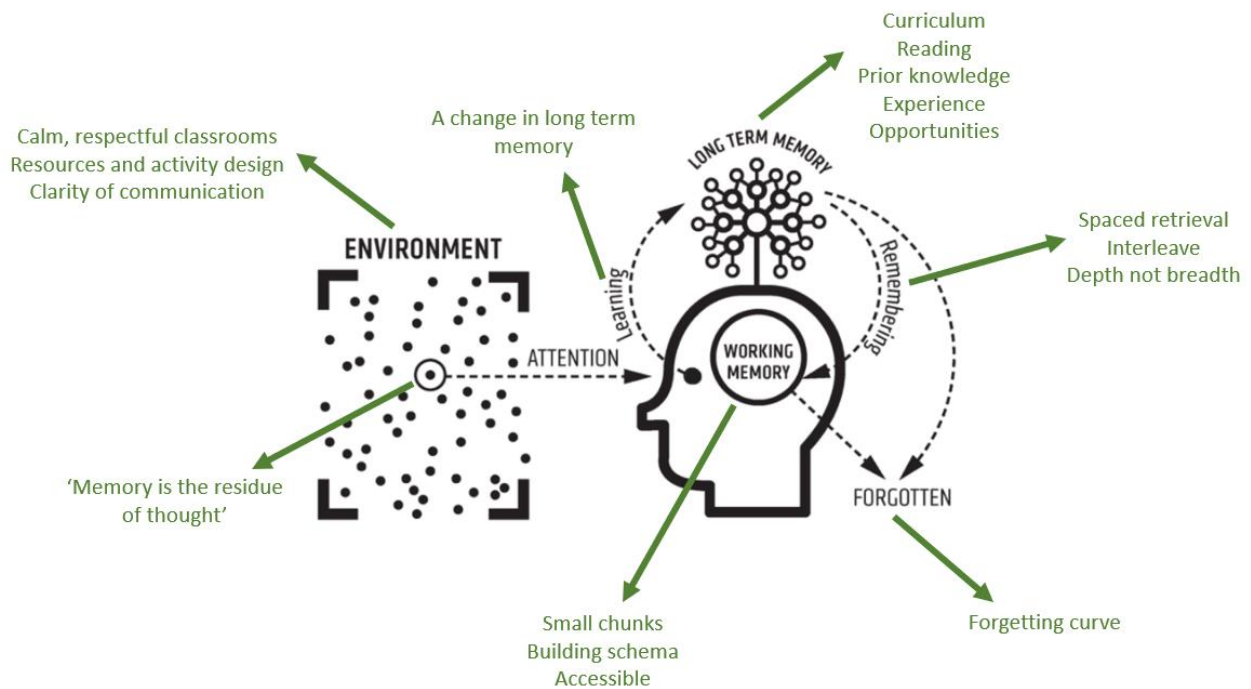 Curriculum
Reading
Prior knowledge
Experience
Opportunities
A change in long term
memory
Calm, respectful classrooms
Resources and activity design
Clarity of communication
LONG TERM MEMORY
Spaced retrieval
Interleave
Depth not breadth
ENVIRONMENT
Learning
Remembering
ATTENTION
WORKING
MEMORY
'Memory is the residue
of thought'
FORGOTTEN
Small chunks
Building schema
Accessible
Forgetting curve